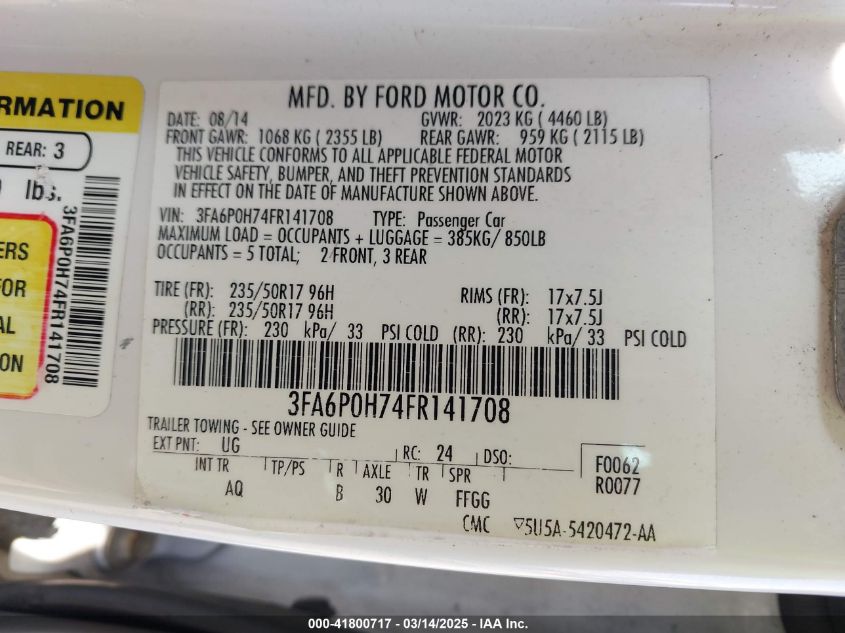 MFD. BY FORD MOTOR CO.
DATE: 08/14 GVWR: 2023 KG ( 4460 LB)
FRONT GAWR: 1068 KG ( 2355 LB) REAR GAWR: 959 KG ( 2115 LB)
THIS VEHICLE CONFORMS TO ALL APPLICABLE FEDERAL MOTOR
VEHICLE SAFETY, BUMPER, AND THEFT PREVENTION STANDARDS
IN EFFECT ON THE DATE OF MANUFACTURE SHOWN ABOVE.
VIN: 3FA6P0H74FR141708 TYPE: Passenger Car
MAXIMUM LOAD = OCCUPANTS + LUGGAGE = 385KG/ 850LB
OCCUPANTS = 5 TOTAL; 2 FRONT, 3 REAR
TIRE (FR): 235/50R17 96H RIMS (FR): 17x7.5J
(RR): 235/50R17 96H (RR): 17x7.5J
PRESSURE (FR): 230 kPa/ 33 PSI COLD (RR): 230 kPa/ 33 PSI COLD
3FA6P0H74FR141708
TRAILER TOWING - SEE OWNER GUIDE
EXT PNT: UG RC: 24 DSO: F0062
R0077
INT TR TP/PS R AXLE TR SPR
AQ B 30 W FFGG
CMC ▽5U5A-5420472-AA
RMATION
REAR: 3
lbs.
3FA6P0H74FR141708
ERS
FOR
AL
ON
000-41800717 - 03/14/2025 - IAA Inc.